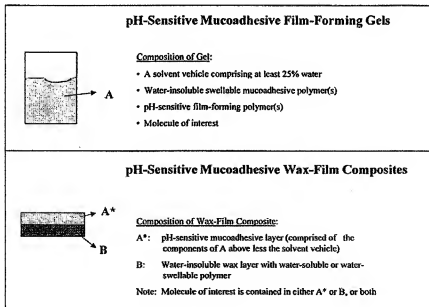 pH-Sensitive Mucoadhesive Film-Forming Gels
Composition of Gel:
• A solvent vehicle comprising at least 25% water
• Water-insoluble swellable mucoadhesive polymer(s)
• pH-sensitive film-forming polymer(s)
• Molecule of interest
A
pH-Sensitive Mucoadhesive Wax-Film Composites
A*
B
Composition of Wax-Film Composite:
A*: pH-sensitive mucoadhesive layer (comprised of the
components of A above less the solvent vehicle)
B: Water-insoluble wax layer with water-soluble or water-
swellable polymer
Note: Molecule of interest is contained in either A* or B, or both